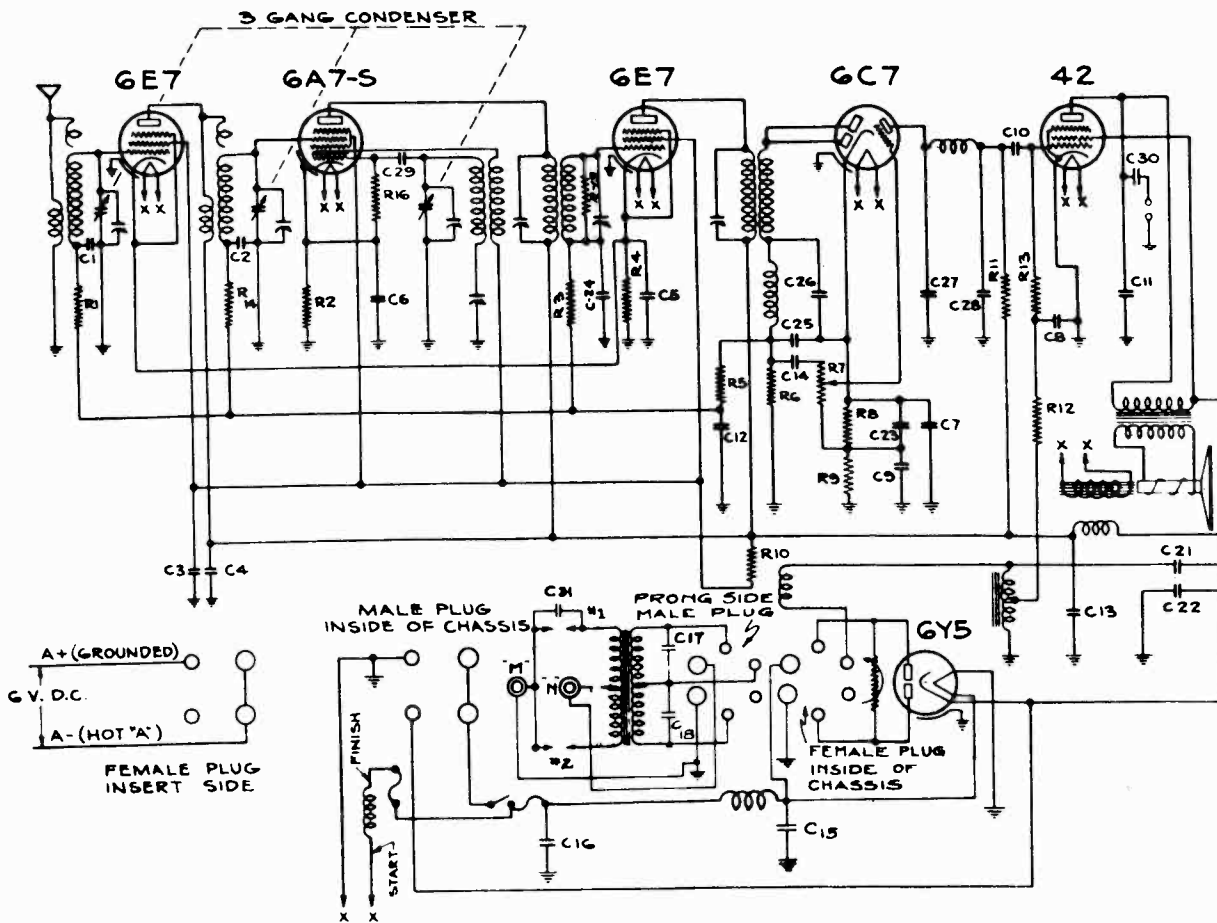 3 GANG CONDENSER
6E7
6A7-S
6E7
6C7
42
C10
C29
R16
C30
C1
C2
R1
R14
R2
C6
R3
C-24
R4
C5
C26
C27
C28
R11
R13
C11
C8
C25
C14
R7
R5
R6
R8
C12
C23
C7
R9
C9
R12
X X
X X
X X
X X
X X
X X
R10
C3
C4
C21
C22
C13
C31
#1
PRONG SIDE
MALE PLUG
MALE PLUG
INSIDE OF CHASSIS
C17
6Y5
A+ (GROUNDED)
6 V. D.C.
A- (HOT "A")
"M"
"N"
C18
#2
FEMALE PLUG
INSERT SIDE
FEMALE PLUG
INSIDE OF
CHASSIS
FINISH
START
C16
C15
X X